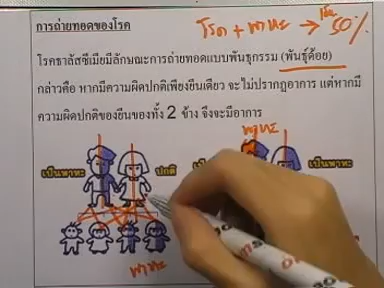 การถ่ายทอดของโรค
โรค + พาหะ → เป็น 50%
โรคธาลัสซีเมียมีลักษณะการถ่ายทอดแบบพันธุกรรม (พันธุ์ด้อย)
กล่าวคือ หากมีความผิดปกติเพียงยีนเดียว จะไม่ปรากฏอาการ แต่หากมี
ความผิดปกติของยีนของทั้ง 2 ข้าง จึงจะมีอาการ
พาหะ
เป็นพาหะ
ปกติ
เป็นพาหะ
พาหะ